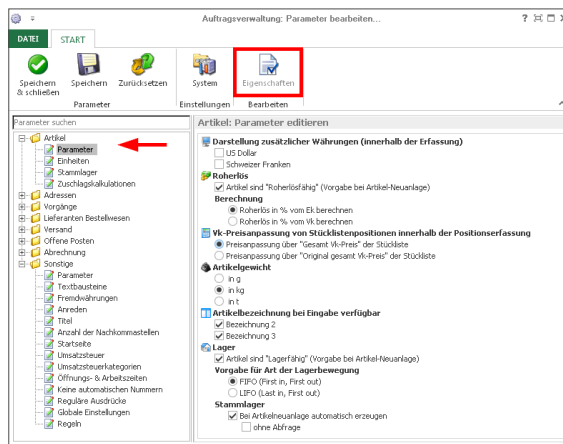 Auftragsverwaltung: Parameter bearbeiten...
DATEI
START
Speichern & schließen
Speichern
Zurücksetzen
System
Eigenschaften
Parameter
Einstellungen
Bearbeiten
Parameter suchen
Artikel
Parameter
Einheiten
Stammlager
Zuschlagskalkulationen
Adressen
Vorgänge
Lieferanten Bestellwesen
Versand
Offene Posten
Abrechnung
Sonstige
Parameter
Textbausteine
Fremdwährungen
Anreden
Titel
Anzahl der Nachkommastellen
Startseite
Umsatzsteuer
Umsatzsteuerkategorien
Öffnungs- & Arbeitszeiten
Keine automatischen Nummern
Reguläre Ausdrücke
Globale Einstellungen
Regeln
Artikel: Parameter editieren
Darstellung zusätzlicher Währungen (innerhalb der Erfassung)
US Dollar
Schweizer Franken
Roherlös
Artikel sind "Roherlösfähig" (Vorgabe bei Artikel-Neuanlage)
Berechnung
Roherlös in % vom Ek berechnen
Roherlös in % vom Vk berechnen
Vk-Preisanpassung von Stücklistenpositionen innerhalb der Positionserfassung
Preisanpassung über "Gesamt Vk-Preis" der Stückliste
Preisanpassung über "Original gesamt Vk-Preis" der Stückliste
Artikelgewicht
in g
in kg
in t
Artikelbezeichnung bei Eingabe verfügbar
Bezeichnung 2
Bezeichnung 3
Lager
Artikel sind "Lagerfähig" (Vorgabe bei Artikel-Neuanlage)
Vorgabe für Art der Lagerbewegung
FIFO (First in, First out)
LIFO (Last in, First out)
Stammlager
Bei Artikelneuanlage automatisch erzeugen
ohne Abfrage